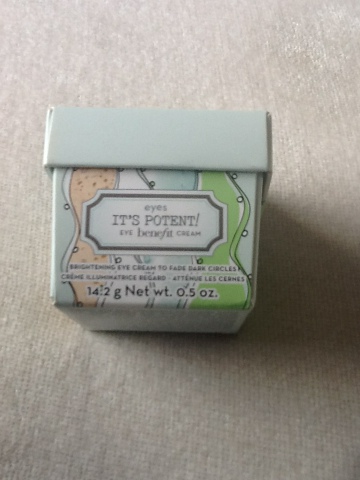 eyes
IT'S POTENT!
EYE benefit CREAM
BRIGHTENING EYE CREAM TO FADE DARK CIRCLES
CRÈME ILLUMINATRICE REGARD - ATTÉNUE LES CERNES
14.2 g Net wt. 0.5 oz.